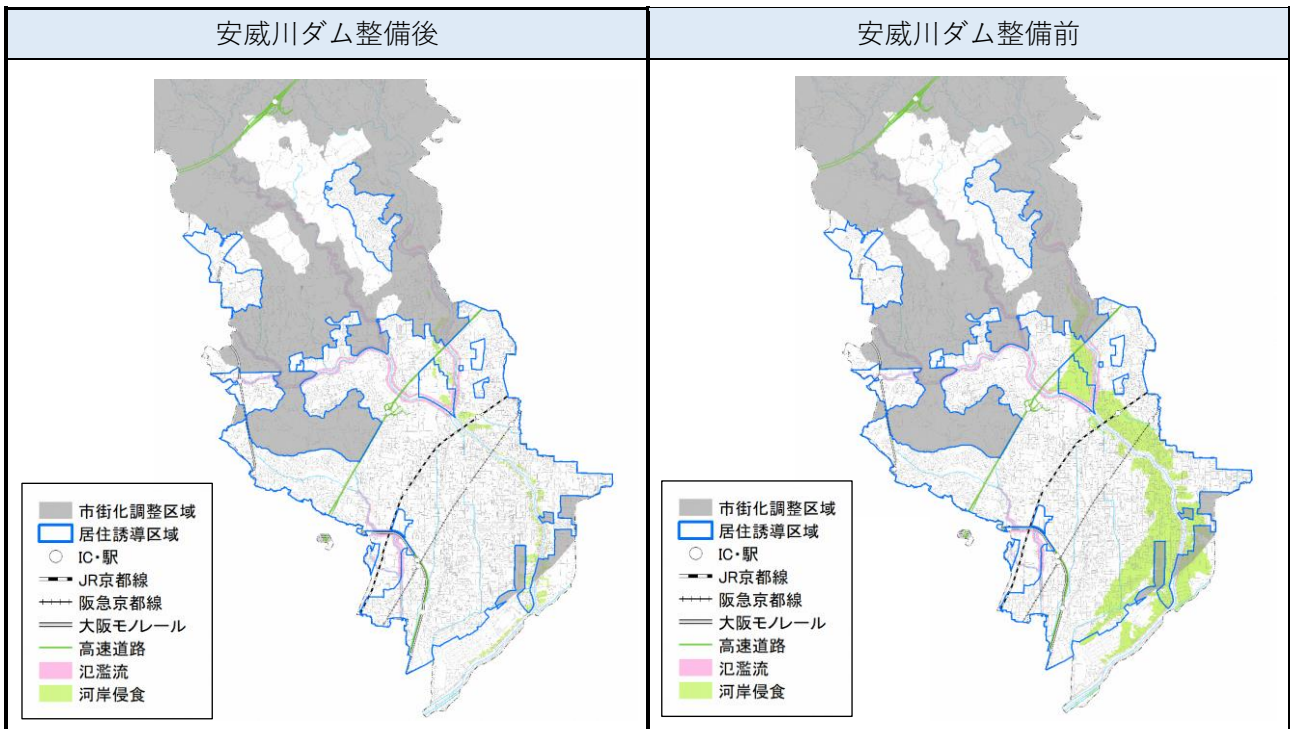 安威川ダム整備後
安威川ダム整備前
市街化調整区域
居住誘導区域
IC・駅
JR京都線
阪急京都線
大阪モノレール
高速道路
氾濫流
河岸侵食
市街化調整区域
居住誘導区域
IC・駅
JR京都線
阪急京都線
大阪モノレール
高速道路
氾濫流
河岸侵食